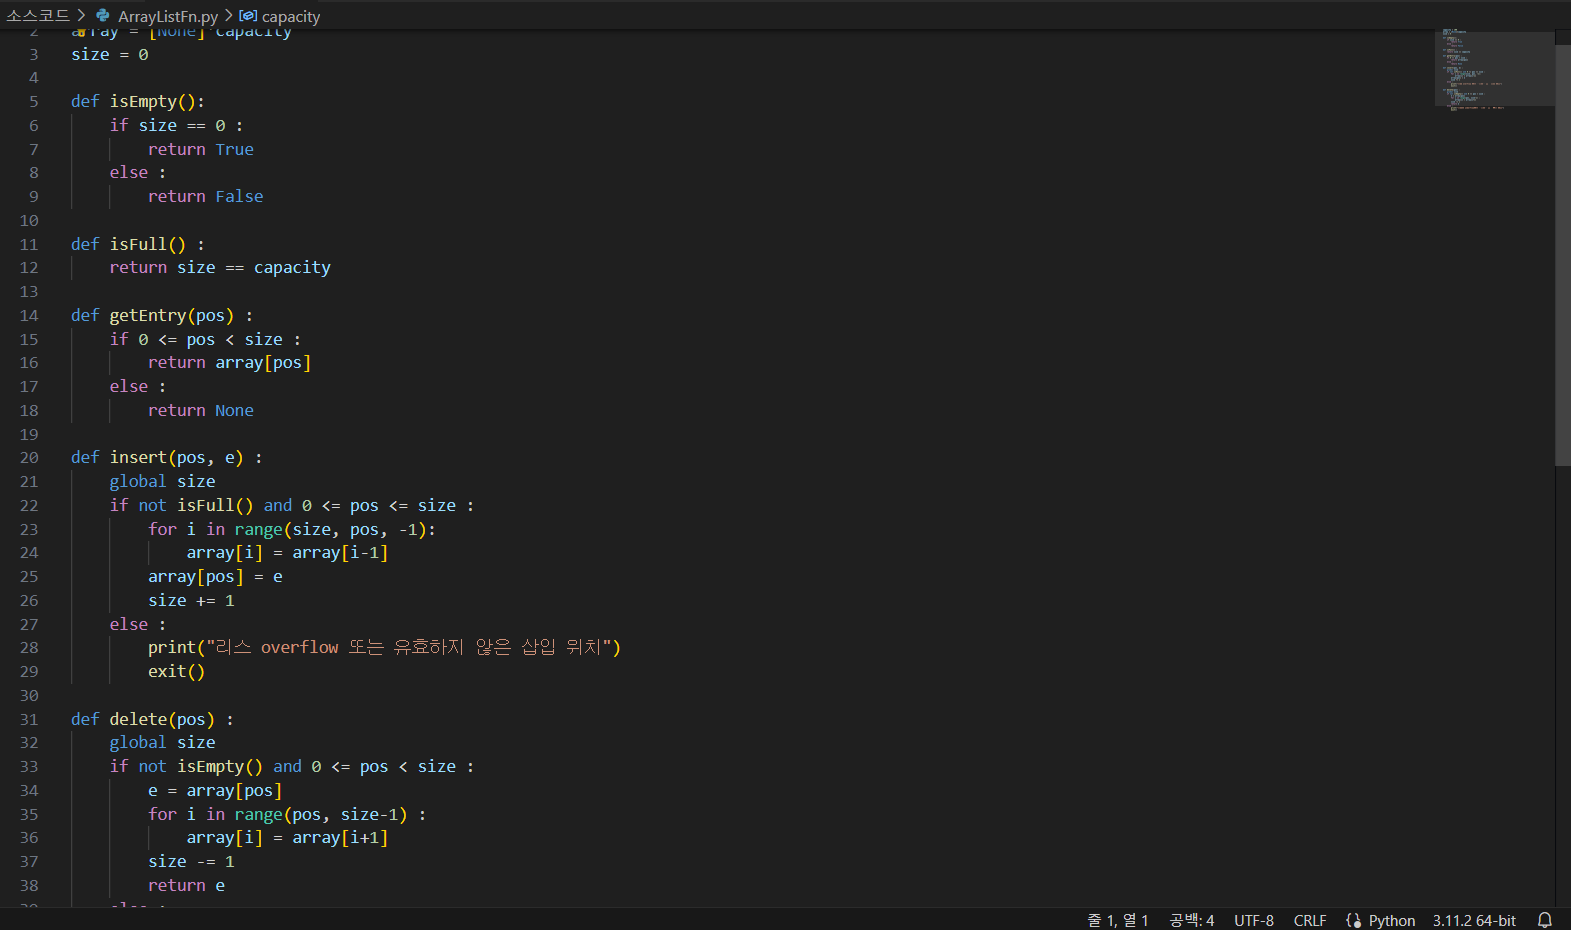 소스코드 > ArrayListFn.py > capacity
2 array = [None]*capacity
3 size = 0
4
5 def isEmpty():
6     if size == 0 :
7         return True
8     else :
9         return False
10
11 def isFull() :
12     return size == capacity
13
14 def getEntry(pos) :
15     if 0 <= pos < size :
16         return array[pos]
17     else :
18         return None
19
20 def insert(pos, e) :
21     global size
22     if not isFull() and 0 <= pos <= size :
23         for i in range(size, pos, -1):
24             array[i] = array[i-1]
25         array[pos] = e
26         size += 1
27     else :
28         print("리스 overflow 또는 유효하지 않은 삽입 위치")
29         exit()
30
31 def delete(pos) :
32     global size
33     if not isEmpty() and 0 <= pos < size :
34         e = array[pos]
35         for i in range(pos, size-1) :
36             array[i] = array[i+1]
37         size -= 1
38         return e
39     else :
줄 1, 열 1 공백: 4 UTF-8 CRLF Python 3.11.2 64-bit